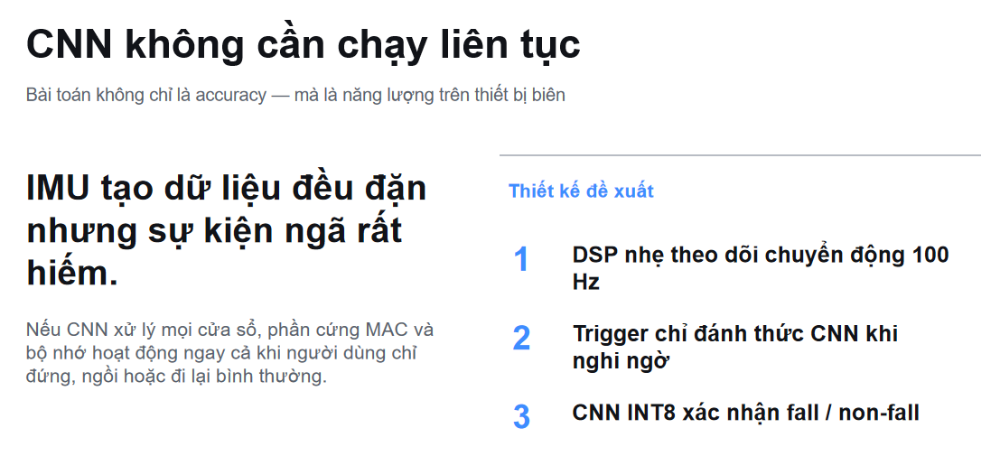 CNN không cần chạy liên tục
Bài toán không chỉ là accuracy — mà là năng lượng trên thiết bị biên
IMU tạo dữ liệu đều đặn
nhưng sự kiện ngã rất
hiếm.
Nếu CNN xử lý mọi cửa sổ, phần cứng MAC và
bộ nhớ hoạt động ngay cả khi người dùng chỉ
đứng, ngồi hoặc đi lại bình thường.
Thiết kế đề xuất
1 DSP nhẹ theo dõi chuyển động 100
Hz
2 Trigger chỉ đánh thức CNN khi
nghi ngờ
3 CNN INT8 xác nhận fall / non-fall